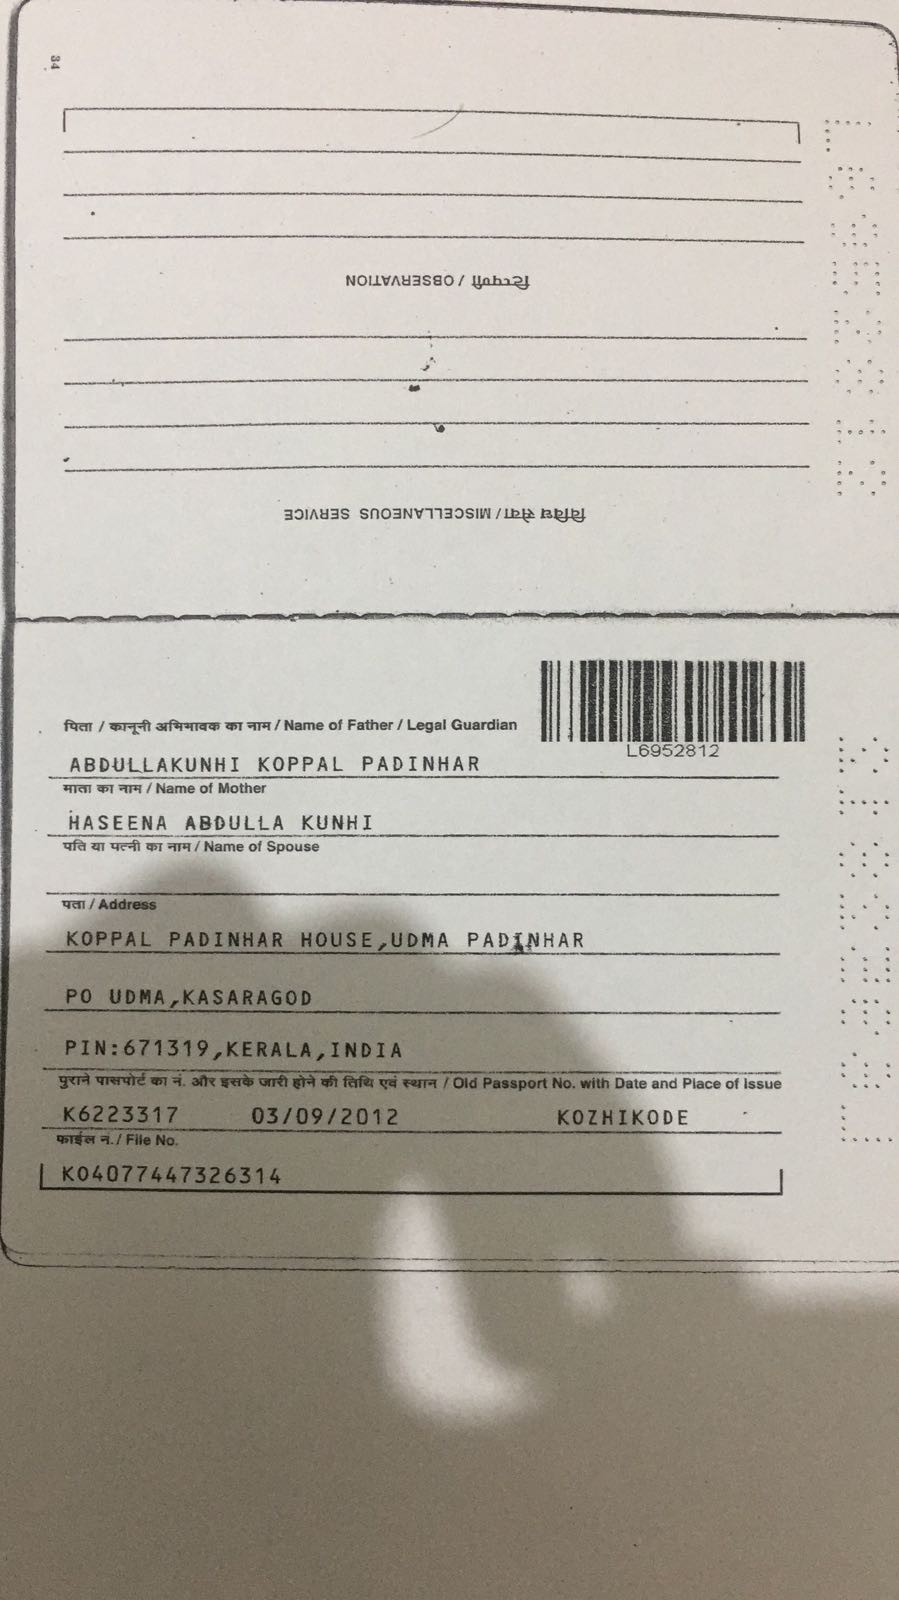 34
टिप्पणी / OBSERVATION
विविध सेवा / MISCELLANEOUS SERVICE
L6952812
पिता / कानूनी अभिभावक का नाम / Name of Father / Legal Guardian
ABDULLAKUNHI KOPPAL PADINHAR
माता का नाम / Name of Mother
HASEENA ABDULLA KUNHI
पति या पत्नी का नाम / Name of Spouse
पता / Address
KOPPAL PADINHAR HOUSE,UDMA PADINHAR
PO UDMA,KASARAGOD
PIN:671319,KERALA,INDIA
पुराने पासपोर्ट का नं. और इसके जारी होने की तिथि एवं स्थान / Old Passport No. with Date and Place of Issue
K6223317 03/09/2012 KOZHIKODE
फाईल नं. / File No.
K04077447326314
L6952812
L6952812